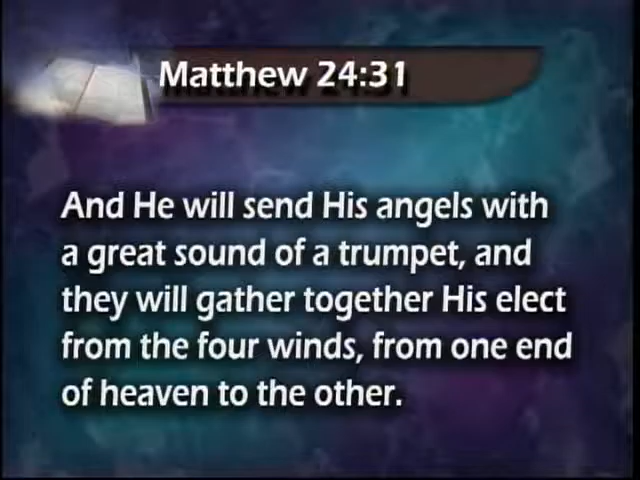 Matthew 24:31
And He will send His angels with
a great sound of a trumpet, and
they will gather together His elect
from the four winds, from one end
of heaven to the other.